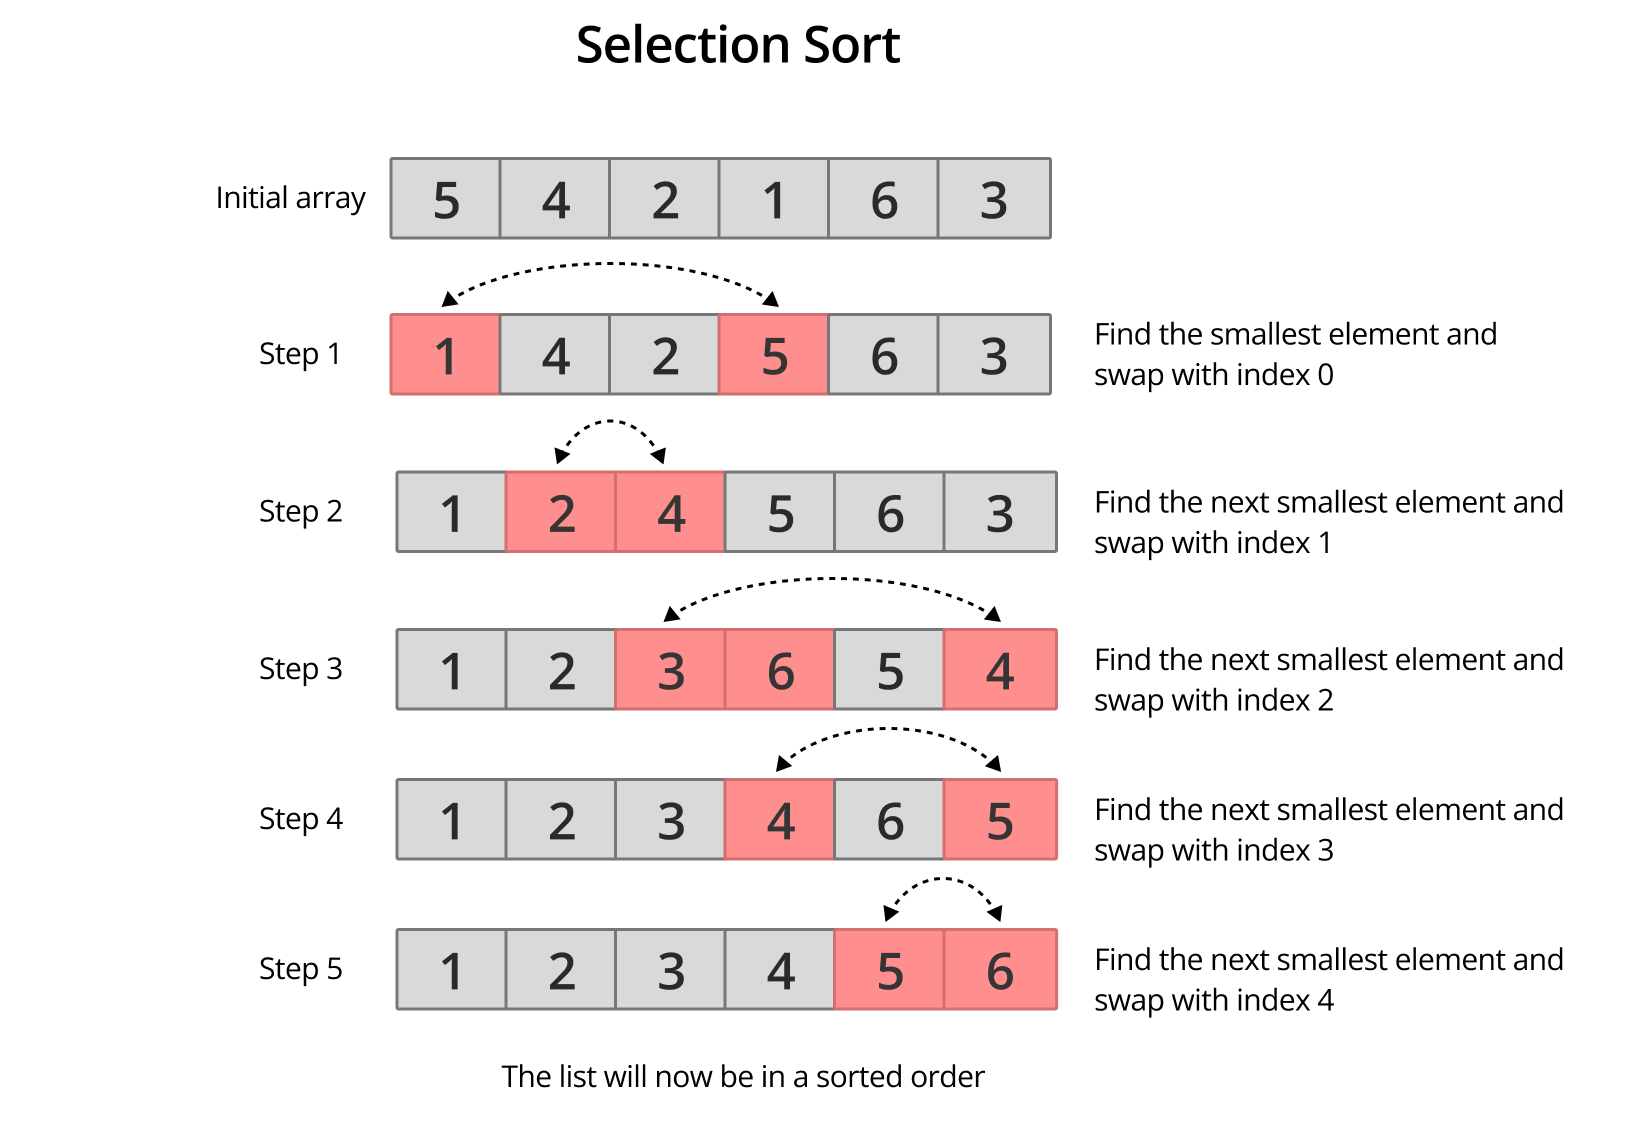 Selection Sort
Initial array 5 4 2 1 6 3
Step 1 1 4 2 5 6 3
Find the smallest element and
swap with index 0
Step 2 1 2 4 5 6 3
Find the next smallest element and
swap with index 1
Step 3 1 2 3 6 5 4
Find the next smallest element and
swap with index 2
Step 4 1 2 3 4 6 5
Find the next smallest element and
swap with index 3
Step 5 1 2 3 4 5 6
Find the next smallest element and
swap with index 4
The list will now be in a sorted order